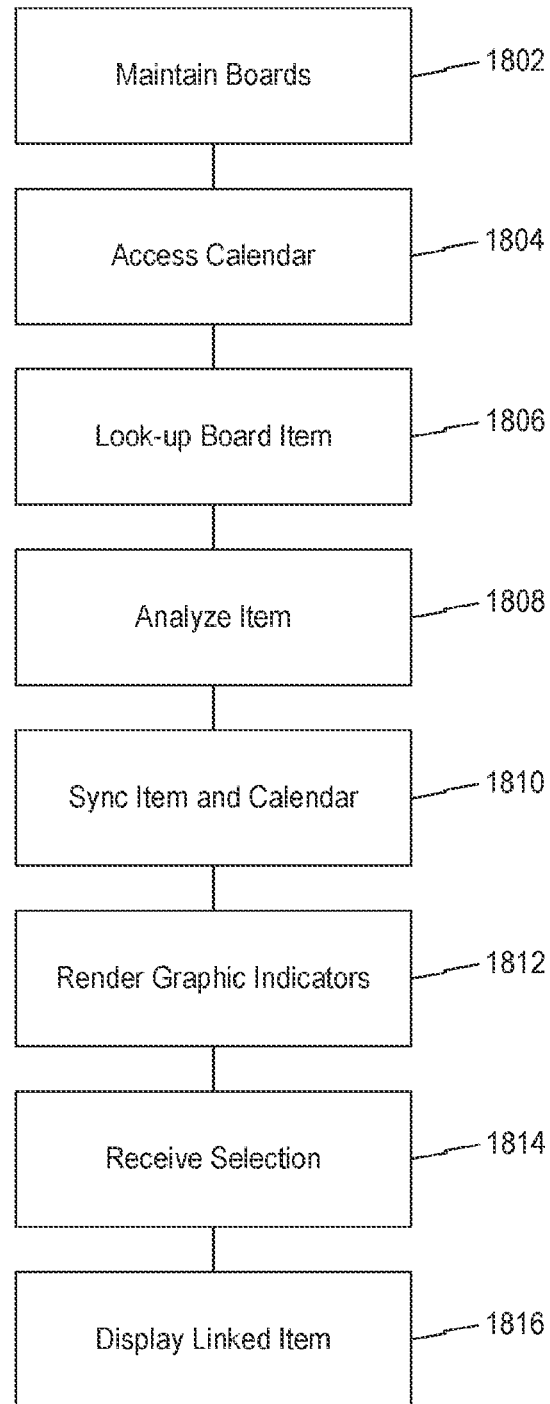 Maintain Boards
1802
Access Calendar
1804
Look-up Board Item
1806
Analyze Item
1808
Sync Item and Calendar
1810
Render Graphic Indicators
1812
Receive Selection
1814
Display Linked Item
1816